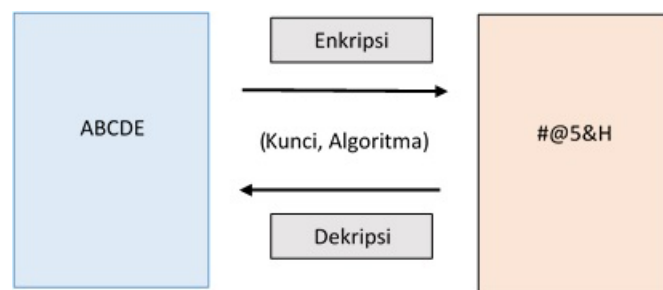 Enkripsi
ABCDE
(Kunci, Algoritma)
#@5&H
Dekripsi